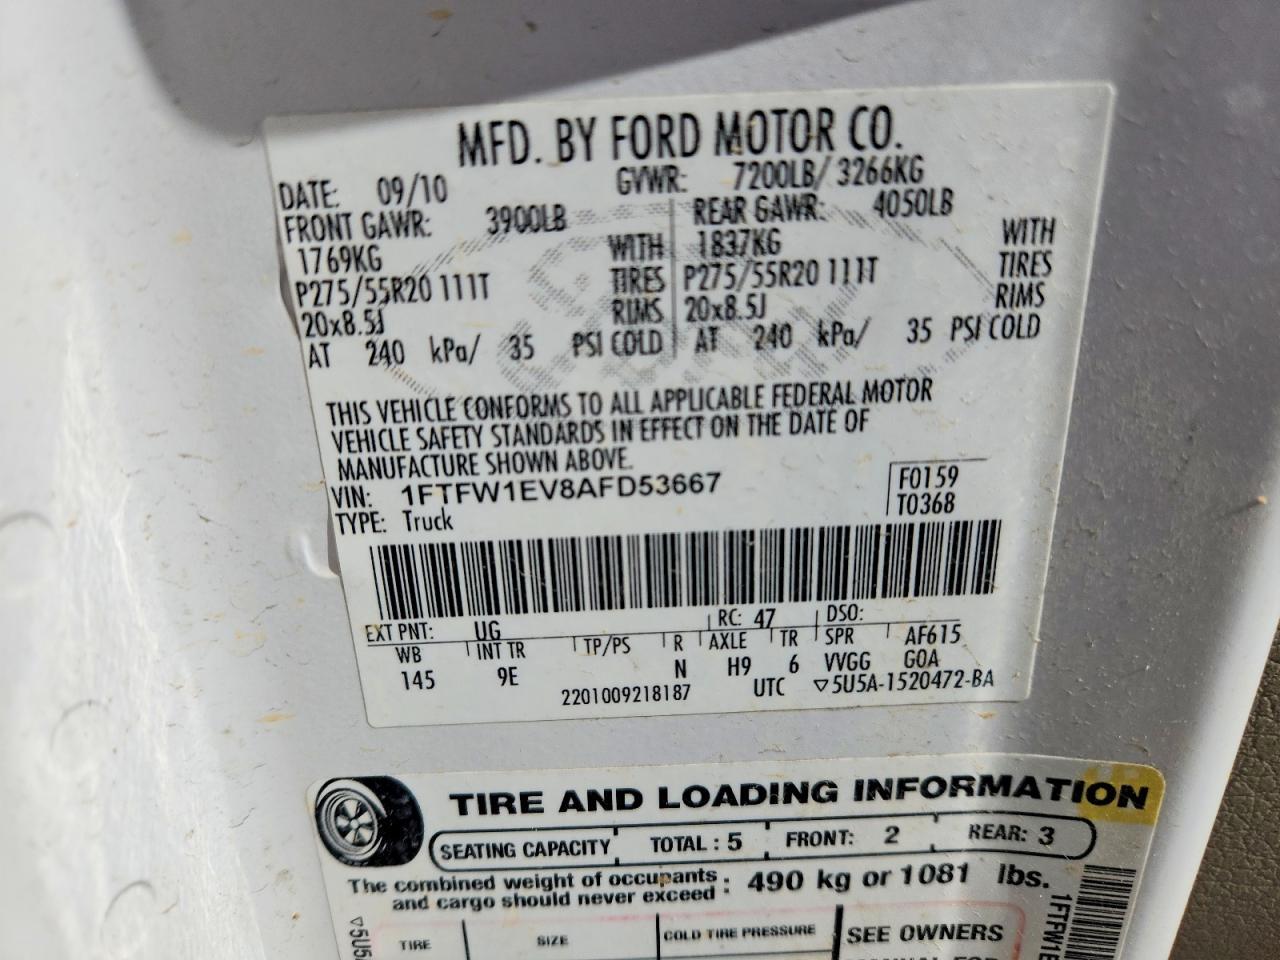 MFD. BY FORD MOTOR CO.
DATE: 09/10 GVWR: 7200LB/ 3266KG
FRONT GAWR: 3900LB REAR GAWR: 4050LB
1769KG WITH 1837KG WITH
P275/55R20 111T TIRES P275/55R20 111T TIRES
20x8.5J RIMS 20x8.5J RIMS
AT 240 kPa/ 35 PSI COLD AT 240 kPa/ 35 PSI COLD
THIS VEHICLE CONFORMS TO ALL APPLICABLE FEDERAL MOTOR
VEHICLE SAFETY STANDARDS IN EFFECT ON THE DATE OF
MANUFACTURE SHOWN ABOVE.
VIN: 1FTFW1EV8AFD53667 F0159
TYPE: Truck T0368
EXT PNT: UG RC: 47 DSO:
WB INT TR TP/PS R AXLE TR SPR AF615
145 9E N H9 6 VVGG GOA
2201009218187 UTC ▽5U5A-1520472-BA
TIRE AND LOADING INFORMATION
SEATING CAPACITY TOTAL : 5 FRONT: 2 REAR: 3
The combined weight of occupants
and cargo should never exceed : 490 kg or 1081 lbs.
TIRE SIZE COLD TIRE PRESSURE SEE OWNERS
MANUAL FOR
▽5U5A
1FTFW1E